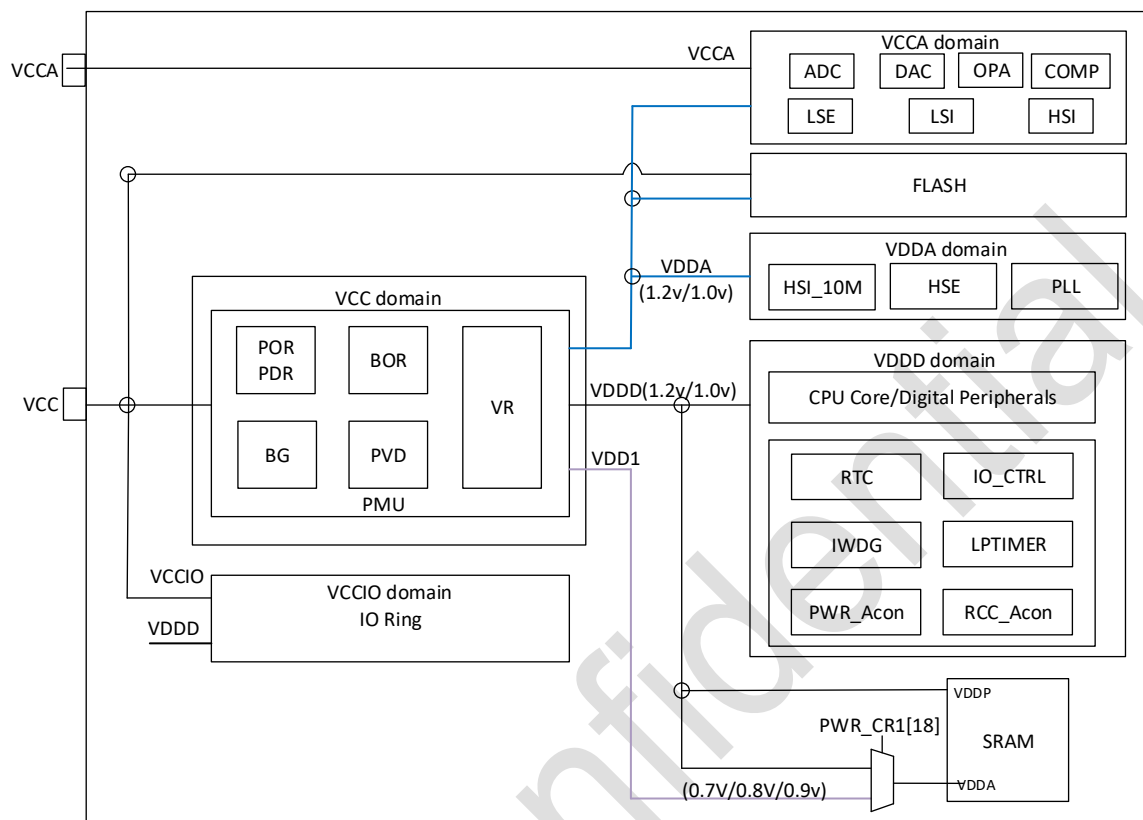 VCCA
VCCA
VCCA domain
ADC
DAC
OPA
COMP
LSE
LSI
HSI
FLASH
VDDA domain
VDDA
(1.2v/1.0v)
HSI_10M
HSE
PLL
VCC domain
POR
PDR
BOR
VR
BG
PVD
PMU
VCC
VDDD(1.2v/1.0v)
VDD1
VDDD domain
CPU Core/Digital Peripherals
RTC
IO_CTRL
IWDG
LPTIMER
PWR_Acon
RCC_Acon
VCCIO
VDDD
VCCIO domain
IO Ring
VDDP
SRAM
VDDA
PWR_CR1[18]
(0.7V/0.8V/0.9v)
nfidential